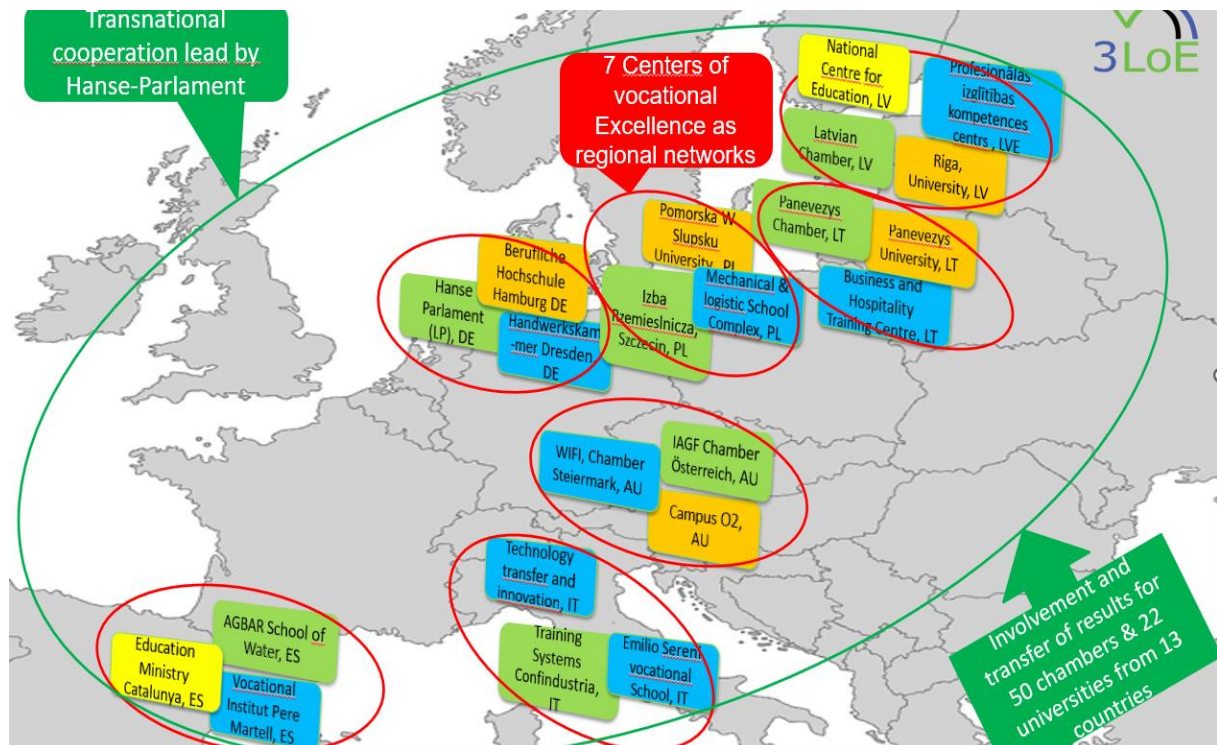 Transnational
cooperation lead by
Hanse-Parlament
7 Centers of
vocational
Excellence as
regional networks
3LoE
National
Centre for
Education, LV
Profesionālas
izglītības
kompetences
centrs , LVE
Latvian
Chamber, LV
Riga,
University, LV
Panevezys
Chamber, LT
Panevezys
University, LT
Business and
Hospitality
Training Centre, LT
Pomorska W
Slupsku
University, PL
Mechanical &
logistic School
Complex, PL
Izba
Rzemieslnicza,
Szczecin, PL
Berufliche
Hochschule
Hamburg DE
Hanse
Parlament
(LP), DE
Handwerkskam
-mer Dresden
DE
WIFI, Chamber
Steiermark, AU
IAGF Chamber
Österreich, AU
Campus O2,
AU
Technology
transfer and
innovation, IT
Training
Systems
Confindustria,
IT
Emilio Sereni
vocational
School, IT
AGBAR School of
Water, ES
Education
Ministry
Catalunya, ES
Vocational
Institut Pere
Martell, ES
Involvement and
transfer of results for
50 chambers & 22
universities from 13
countries